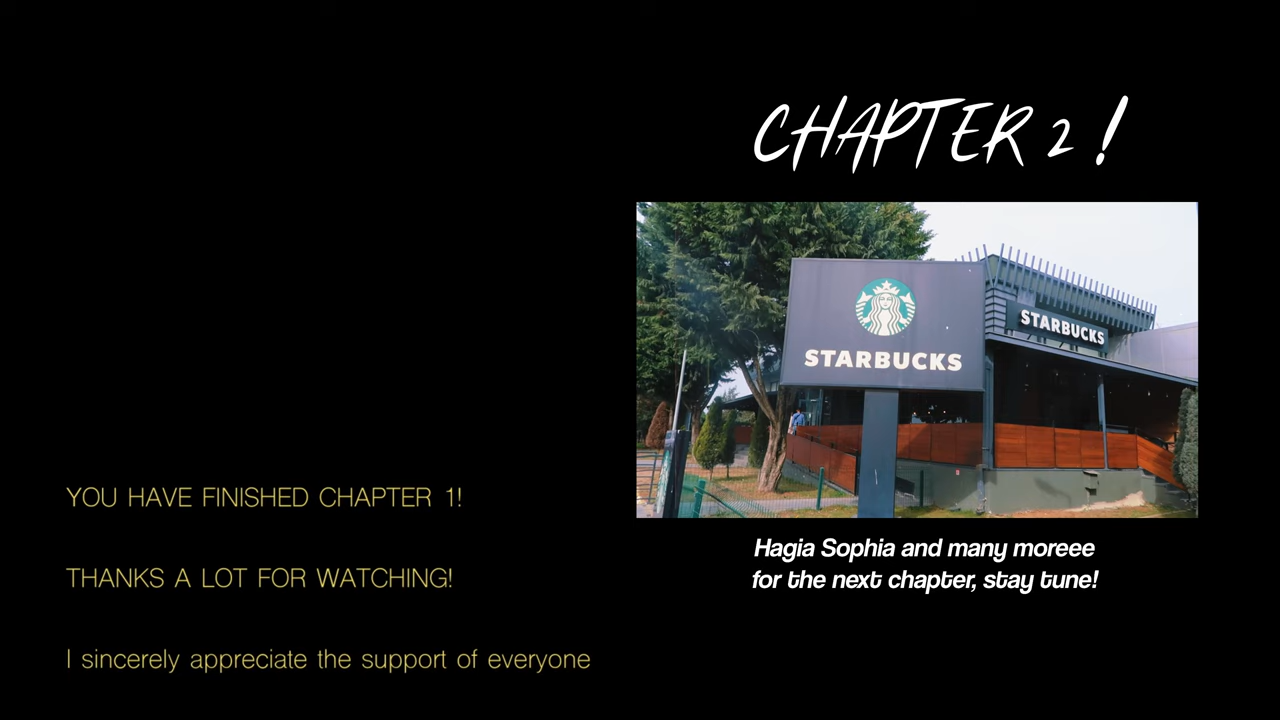 CHAPTER 2 !
STARBUCKS
STARBUCKS
Hagia Sophia and many moreee
for the next chapter, stay tune!
YOU HAVE FINISHED CHAPTER 1!
THANKS A LOT FOR WATCHING!
I sincerely appreciate the support of everyone